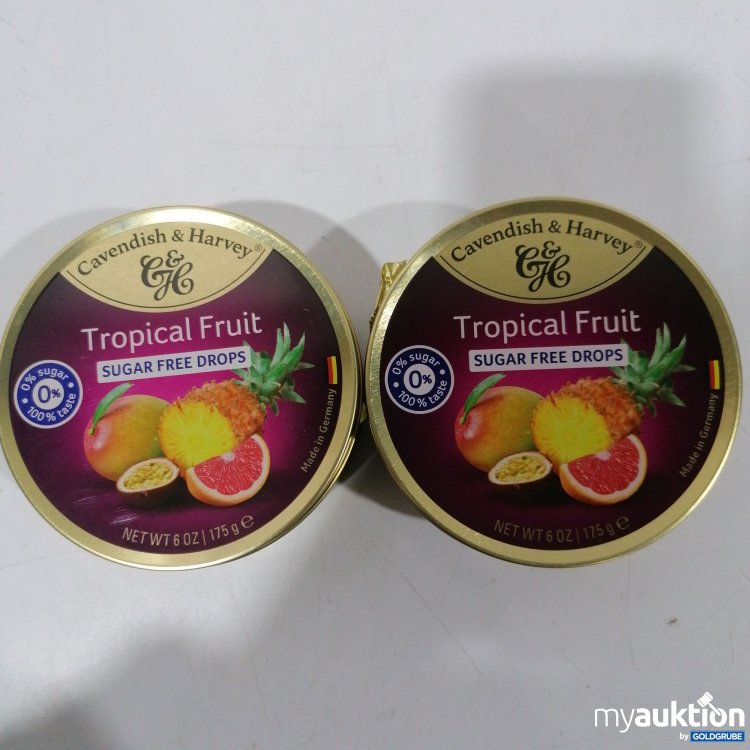 Cavendish & Harvey®
C&H
Tropical Fruit
SUGAR FREE DROPS
0% sugar
0%
100% taste
Made in Germany
NET WT 6 OZ | 175 g ℮
Cavendish & Harvey®
C&H
Tropical Fruit
SUGAR FREE DROPS
0% sugar
0%
100% taste
Made in Germany
NET WT 6 OZ | 175 g ℮
myauktion
by GOLDGRUBE